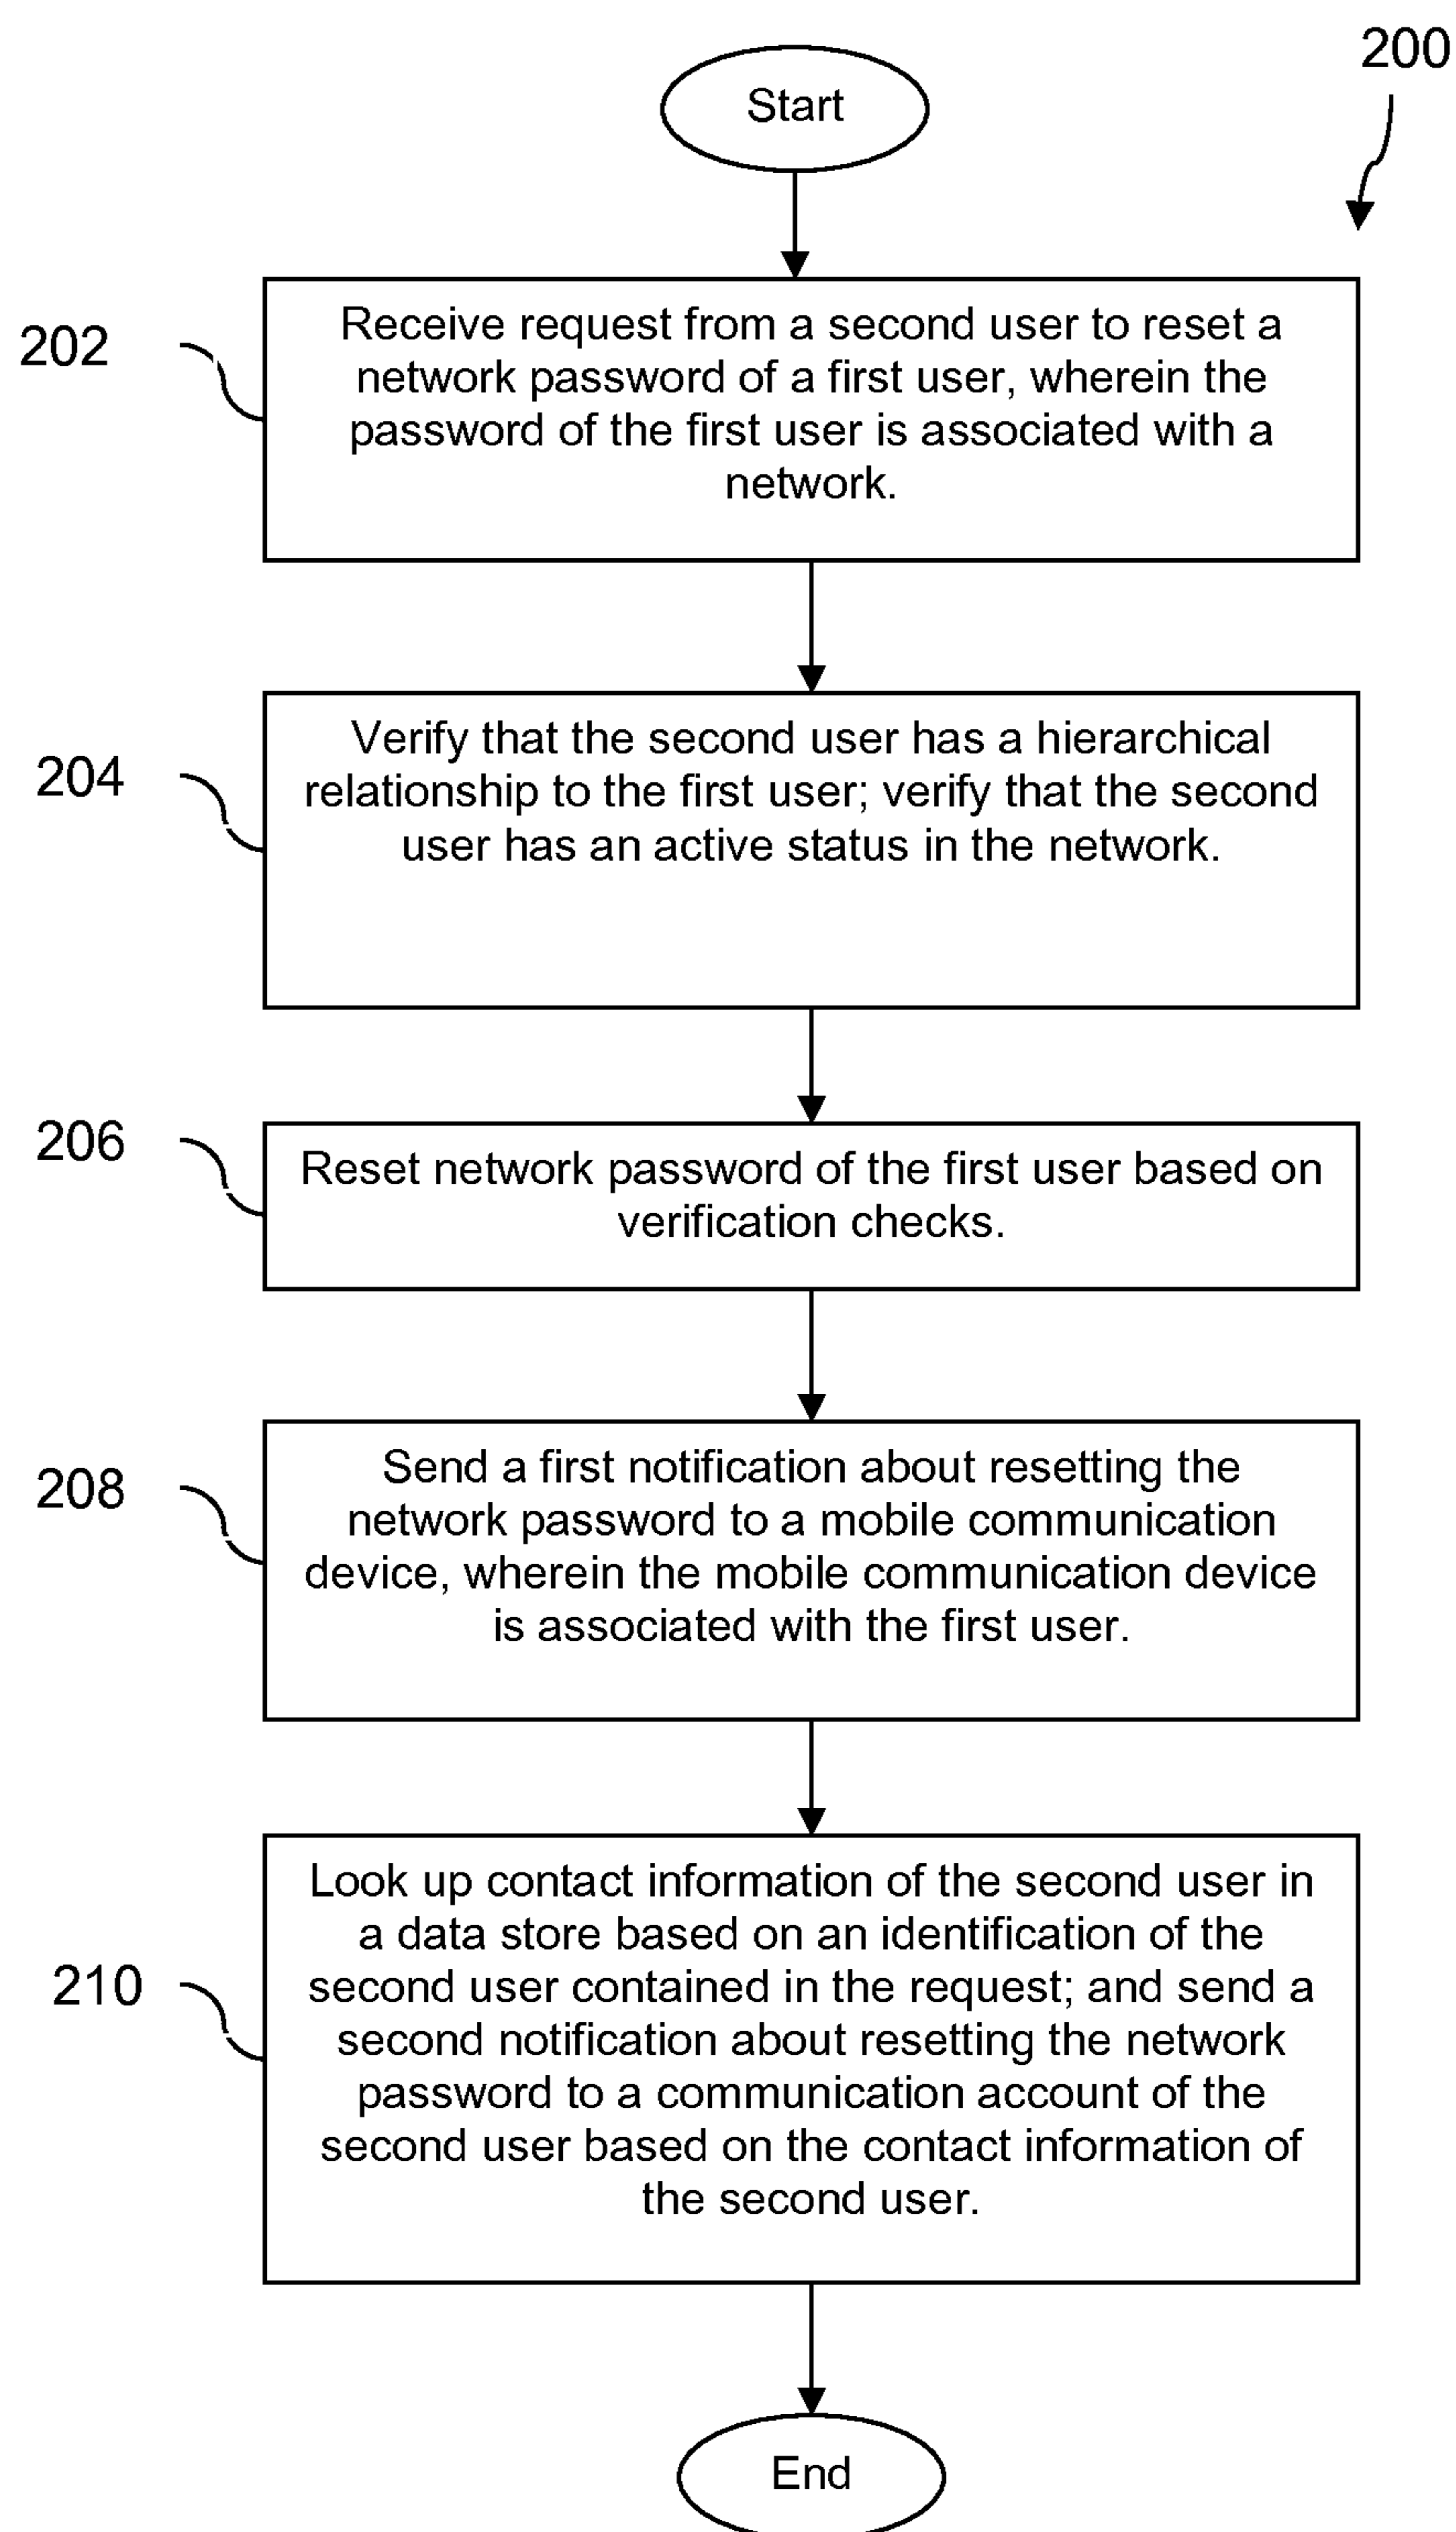 200
Start
202
Receive request from a second user to reset a
network password of a first user, wherein the
password of the first user is associated with a
network.
204
Verify that the second user has a hierarchical
relationship to the first user; verify that the second
user has an active status in the network.
206
Reset network password of the first user based on
verification checks.
208
Send a first notification about resetting the
network password to a mobile communication
device, wherein the mobile communication device
is associated with the first user.
210
Look up contact information of the second user in
a data store based on an identification of the
second user contained in the request; and send a
second notification about resetting the network
password to a communication account of the
second user based on the contact information of
the second user.
End